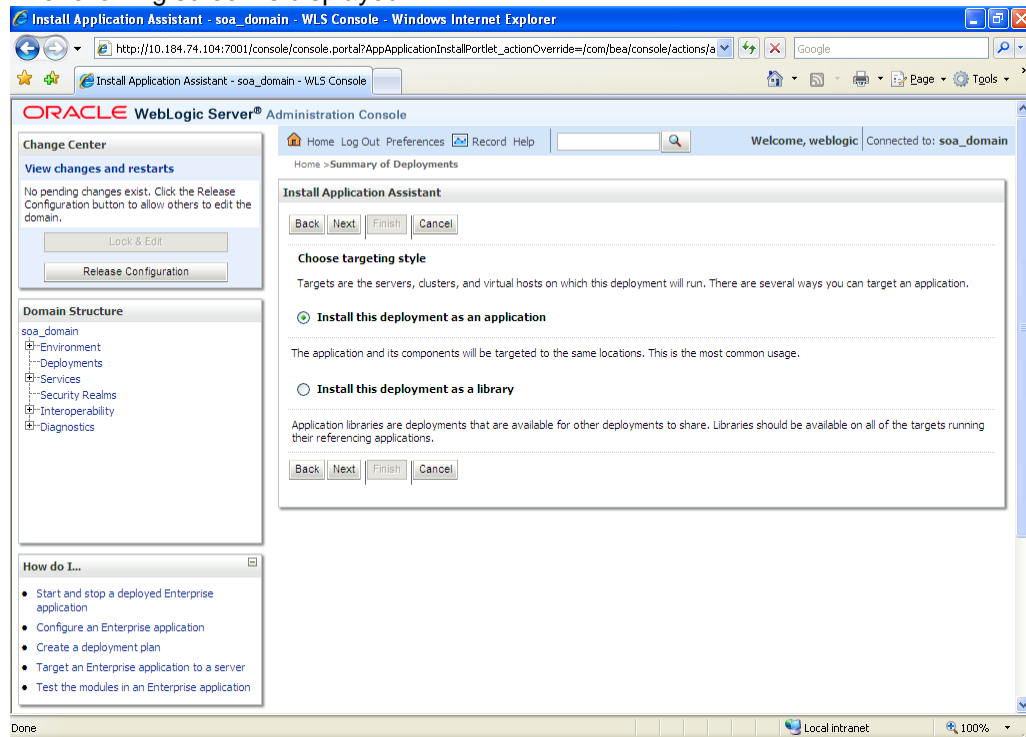 Install Application Assistant - soa_domain - WLS Console - Windows Internet Explorer
http://10.184.74.104:7001/console/console.portal?AppApplicationInstallPortlet_actionOverride=/com/bea/console/actions/a
Google
Install Application Assistant - soa_domain - WLS Console
Page
Tools
ORACLE WebLogic Server® Administration Console
Change Center
View changes and restarts
No pending changes exist. Click the Release
Configuration button to allow others to edit the
domain.
Lock & Edit
Release Configuration
Domain Structure
soa_domain
Environment
Deployments
Services
Security Realms
Interoperability
Diagnostics
How do I...
Start and stop a deployed Enterprise
application
Configure an Enterprise application
Create a deployment plan
Target an Enterprise application to a server
Test the modules in an Enterprise application
Home Log Out Preferences Record Help
Welcome, weblogic Connected to: soa_domain
Home >Summary of Deployments
Install Application Assistant
Back Next Finish Cancel
Choose targeting style
Targets are the servers, clusters, and virtual hosts on which this deployment will run. There are several ways you can target an application.
Install this deployment as an application
The application and its components will be targeted to the same locations. This is the most common usage.
Install this deployment as a library
Application libraries are deployments that are available for other deployments to share. Libraries should be available on all of the targets running
their referencing applications.
Back Next Finish Cancel
Done
Local intranet
100%